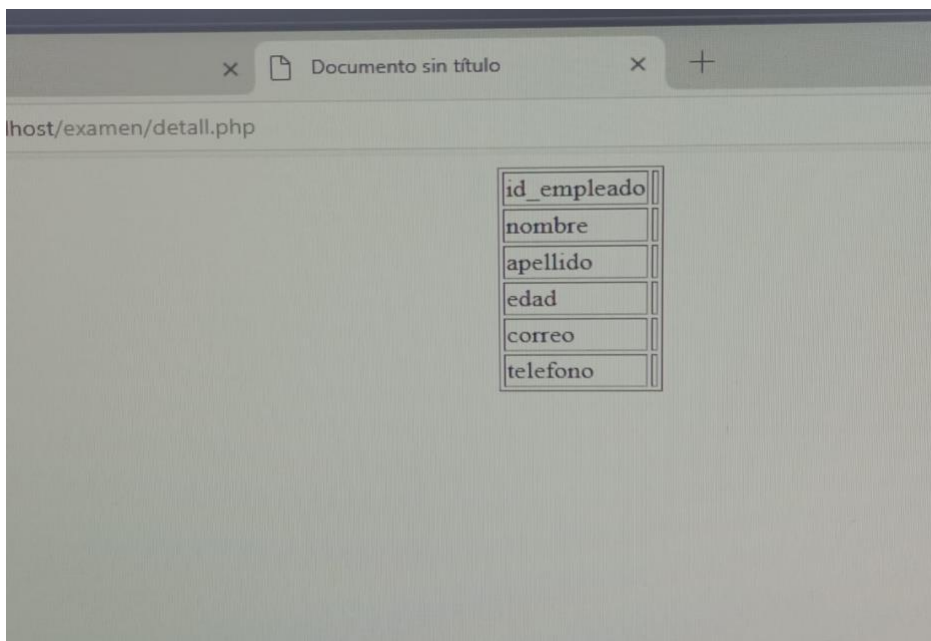 Documento sin título
lhost/examen/detall.php
id_empleado
nombre
apellido
edad
correo
telefono